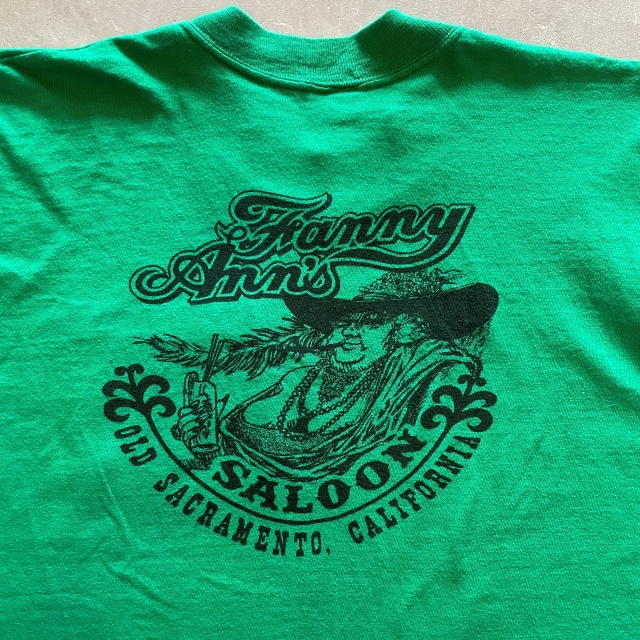 Fanny
Ann's
SALOON
OLD SACRAMENTO, CALIFORNIA